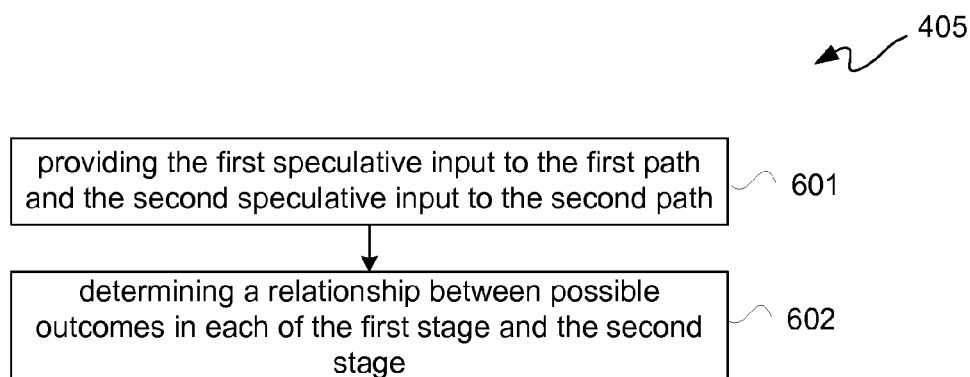 405
providing the first speculative input to the first path
and the second speculative input to the second path
601
determining a relationship between possible
outcomes in each of the first stage and the second
stage
602